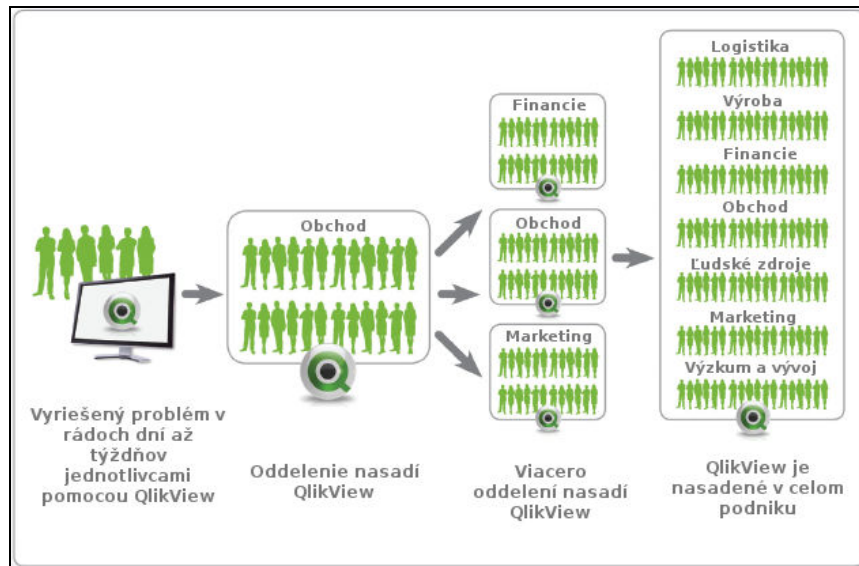 Obchod
Financie
Obchod
Marketing
Logistika
Výroba
Financie
Obchod
Ľudské zdroje
Marketing
Výzkum a vývoj
Vyriešený problém v
rádoch dní až
týždňov
jednotlivcami
pomocou QlikView
Oddelenie nasadí
QlikView
Viacero
oddelení nasadí
QlikView
QlikView je
nasadené v celom
podniku